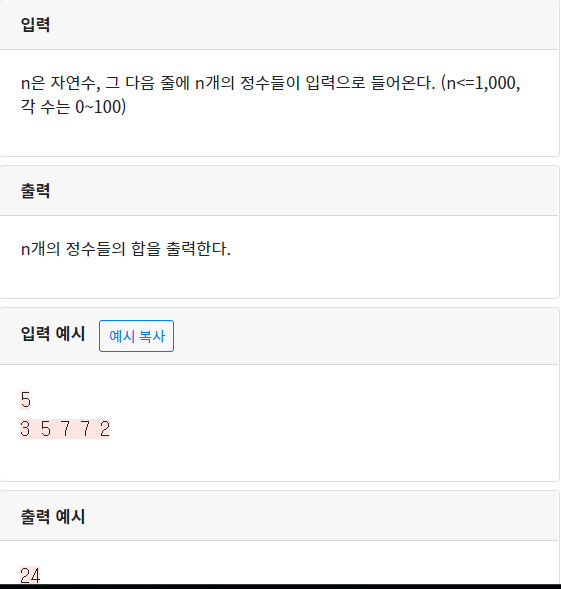 입력
n은 자연수, 그 다음 줄에 n개의 정수들이 입력으로 들어온다. (n<=1,000,
각 수는 0~100)
출력
n개의 정수들의 합을 출력한다.
입력 예시 예시 복사
5
3 5 7 7 2
출력 예시
24